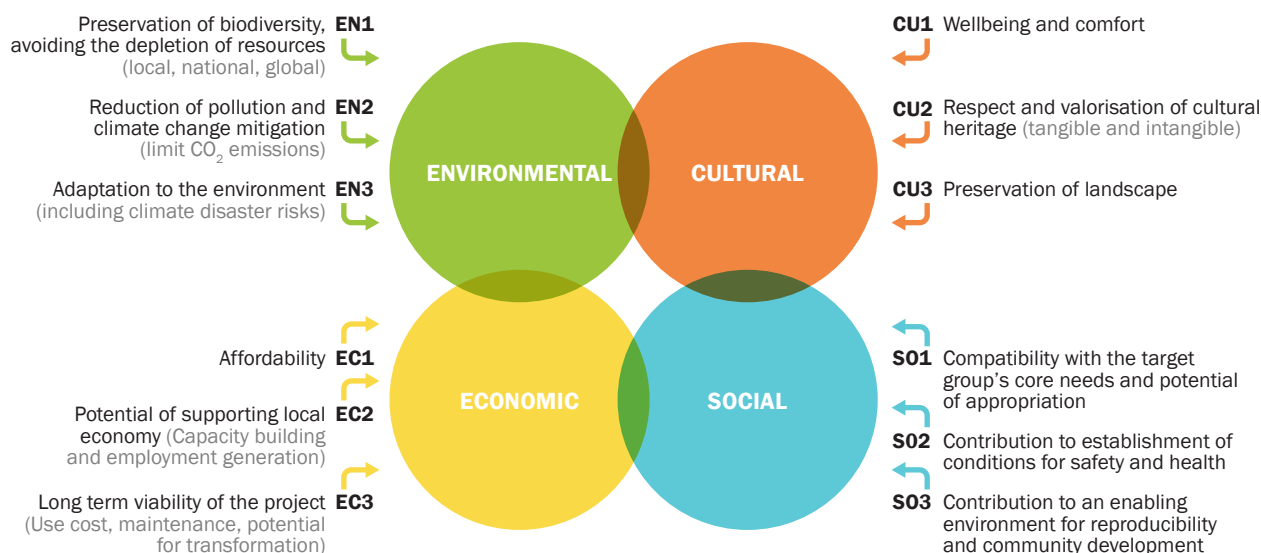 Preservation of biodiversity, EN1
avoiding the depletion of resources
(local, national, global)
Reduction of pollution and EN2
climate change mitigation
(limit CO₂ emissions)
Adaptation to the environment EN3
(including climate disaster risks)
ENVIRONMENTAL
CULTURAL
CU1 Wellbeing and comfort
CU2 Respect and valorisation of cultural
heritage (tangible and intangible)
CU3 Preservation of landscape
Affordability EC1
Potential of supporting local EC2
economy (Capacity building
and employment generation)
Long term viability of the project EC3
(Use cost, maintenance, potential
for transformation)
ECONOMIC
SOCIAL
SO1 Compatibility with the target
group's core needs and potential
of appropriation
SO2 Contribution to establishment of
conditions for safety and health
SO3 Contribution to an enabling
environment for reproducibility
and community development